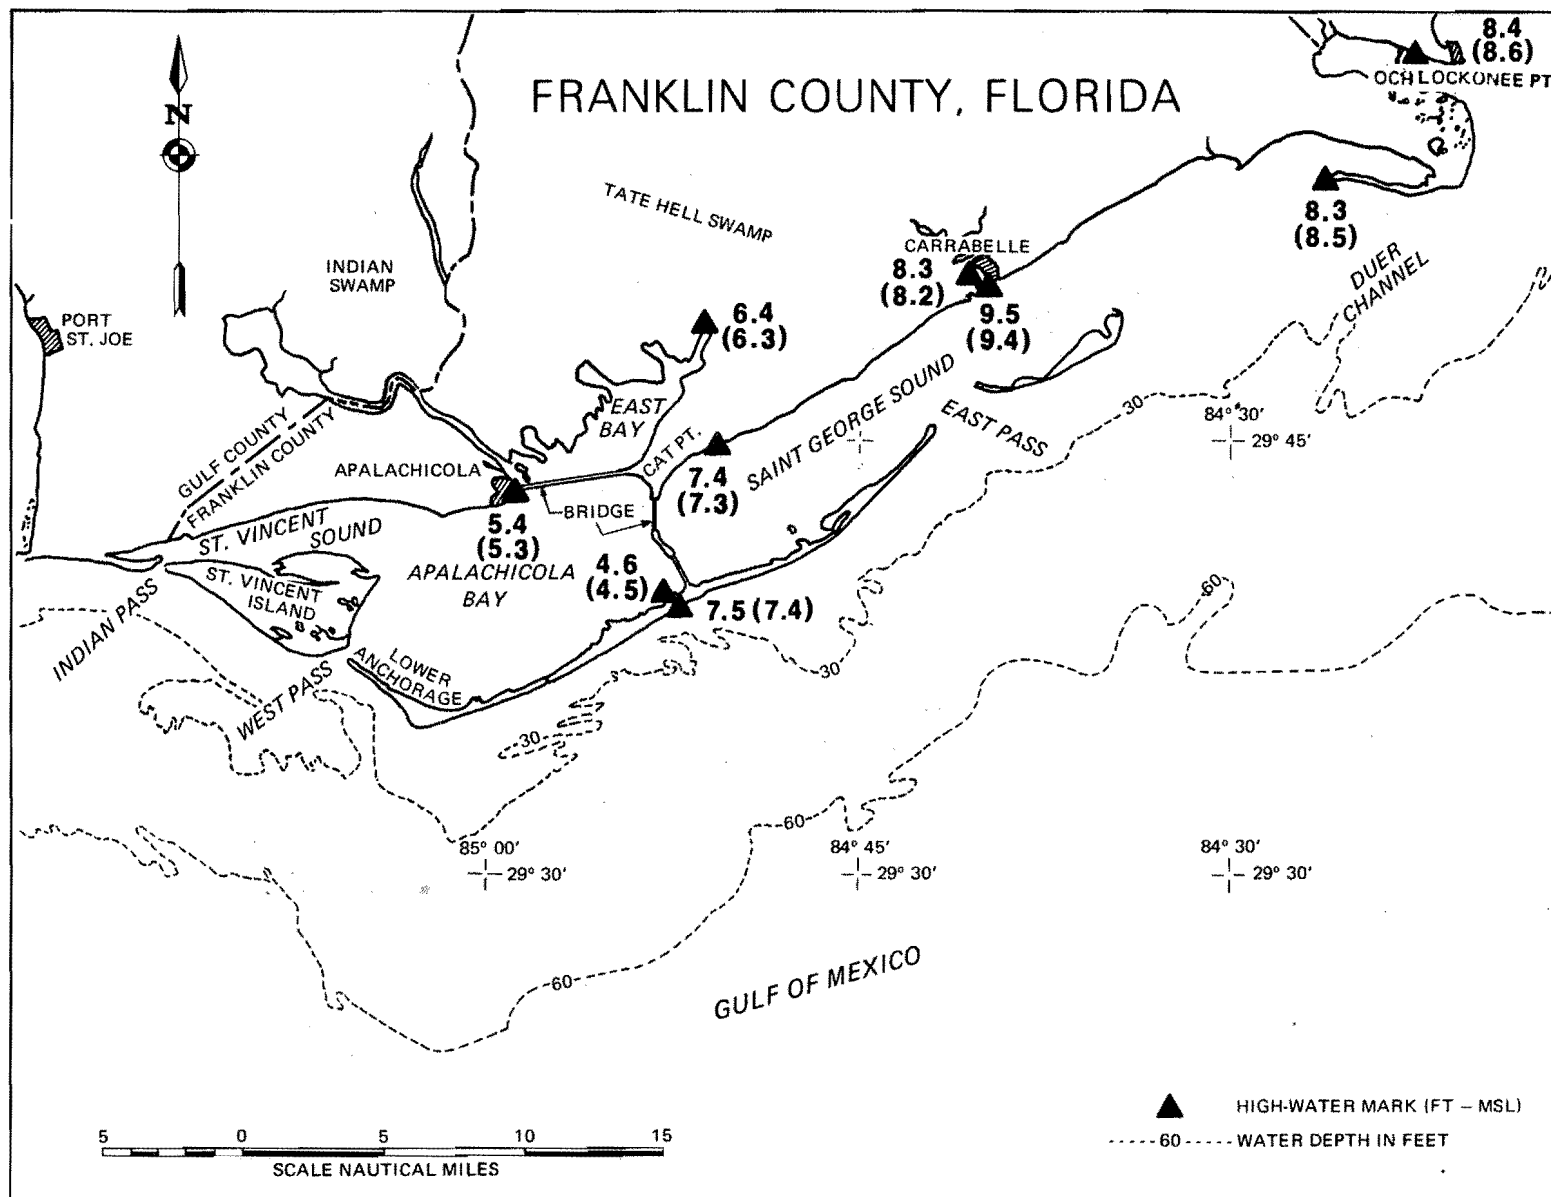 8.4
(8.6)
OCHLOCKONEE PT
FRANKLIN COUNTY, FLORIDA
N
TATE HELL SWAMP
8.3
(8.5)
CARRABELLE
8.3
(8.2)
DUER
CHANNEL
INDIAN
SWAMP
PORT
ST. JOE
6.4
(6.3)
9.5
(9.4)
EAST
BAY
SAINT GEORGE SOUND
EAST PASS
30
84° 30'
29° 45'
GULF COUNTY
FRANKLIN COUNTY
CAT PT.
APALACHICOLA
7.4
(7.3)
BRIDGE
5.4
(5.3)
ST. VINCENT
SOUND
APALACHICOLA
BAY
4.6
(4.5)
7.5 (7.4)
ST. VINCENT
ISLAND
60
INDIAN PASS
WEST PASS
LOWER
ANCHORAGE
30
30
60
85° 00'
29° 30'
84° 45'
29° 30'
84° 30'
29° 30'
60
GULF OF MEXICO
HIGH-WATER MARK (FT – MSL)
60 WATER DEPTH IN FEET
5 0 5 10 15
SCALE NAUTICAL MILES